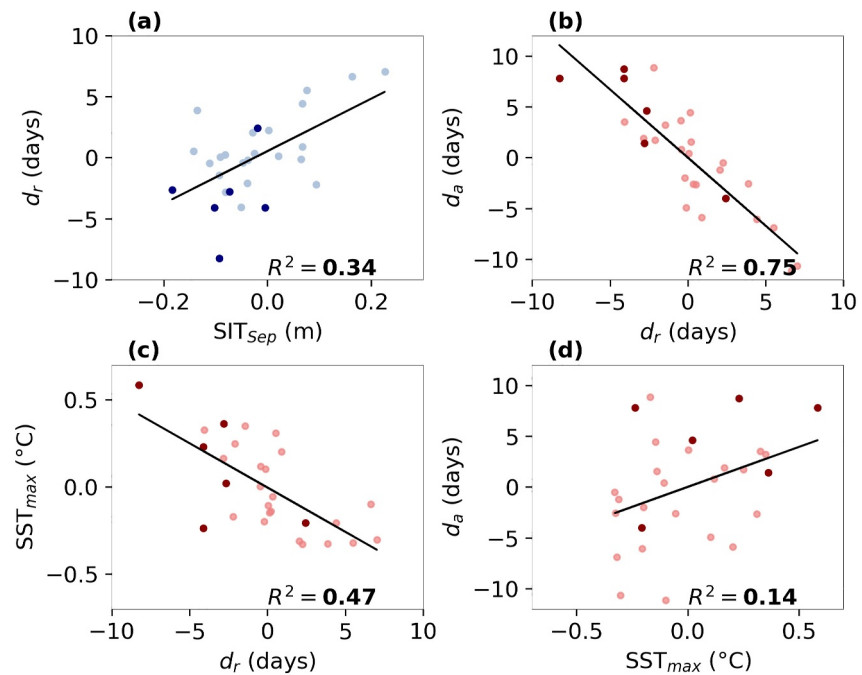 (a)
10
5
0
−5
−10
d_r (days)
R² = 0.34
−0.2 0.0 0.2
SIT_Sep (m)
(b)
10
5
0
−5
−10
d_a (days)
R² = 0.75
−10 −5 0 5 10
d_r (days)
(c)
0.5
0.0
−0.5
SST_max (°C)
R² = 0.47
−10 −5 0 5 10
d_r (days)
(d)
10
5
0
−5
−10
d_a (days)
R² = 0.14
−0.5 0.0 0.5
SST_max (°C)